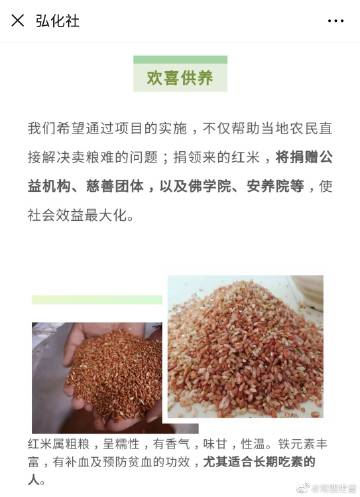 弘化社
欢喜供养
我们希望通过项目的实施，不仅帮助当地农民直
接解决卖粮难的问题；捐领来的红米，将捐赠公
益机构、慈善团体，以及佛学院、安养院等，使
社会效益最大化。
红米属粗粮，呈糯性，有香气，味甘，性温。铁元素丰
富，有补血及预防贫血的功效，尤其适合长期吃素的
人。